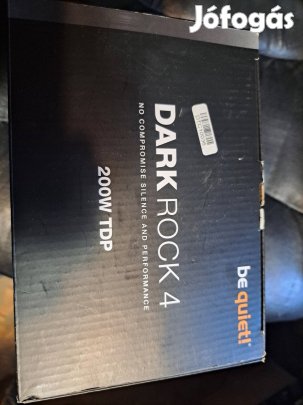 Jófogás
be quiet!
DARK ROCK 4
NO COMPROMISE SILENCE AND PERFORMANCE
200W TDP